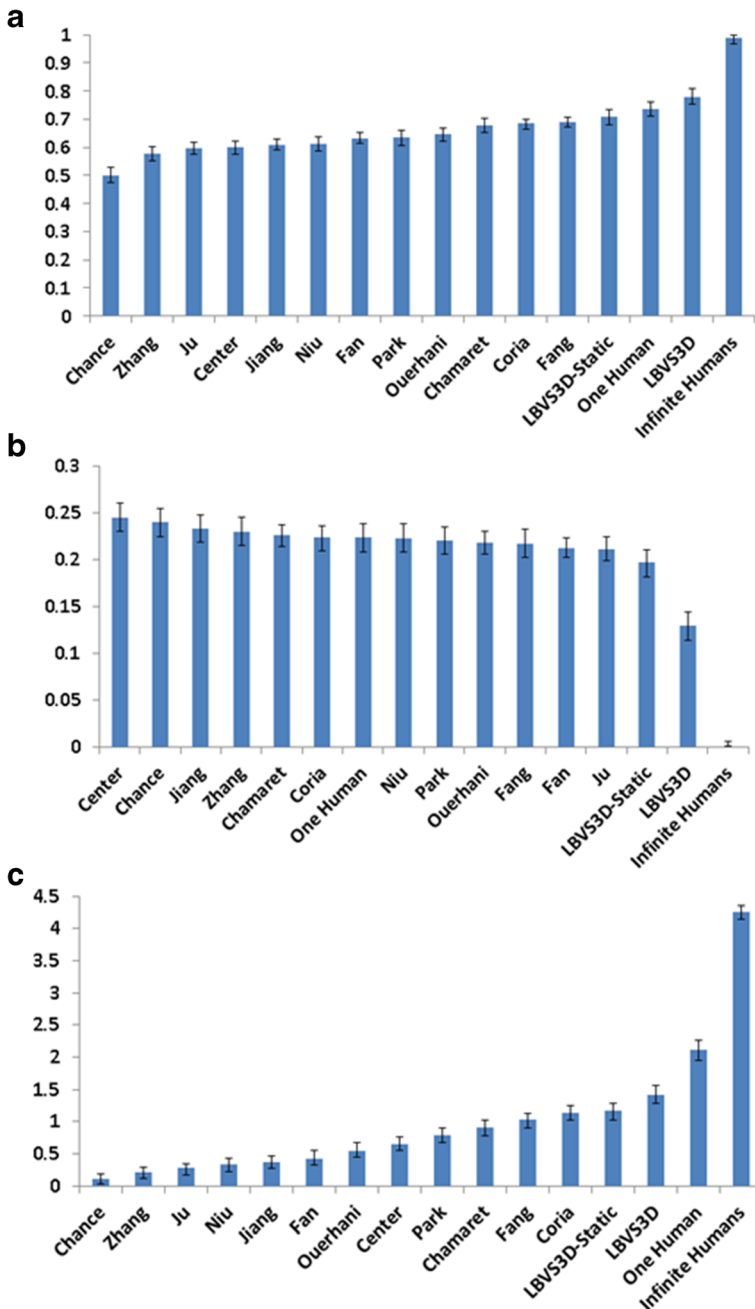 a
1
0.9
0.8
0.7
0.6
0.5
0.4
0.3
0.2
0.1
0
Chance
Zhang
Ju
Center
Jiang
Niu
Fan
Park
Ouerhani
Chamaret
Coria
Fang
LBVS3D-Static
One Human
LBVS3D
Infinite Humans
b
0.3
0.25
0.2
0.15
0.1
0.05
0
Center
Chance
Jiang
Zhang
Chamaret
Coria
One Human
Niu
Park
Ouerhani
Fang
Fan
Ju
LBVS3D-Static
LBVS3D
Infinite Humans
c
4.5
4
3.5
3
2.5
2
1.5
1
0.5
0
Chance
Zhang
Ju
Niu
Jiang
Fan
Ouerhani
Center
Park
Chamaret
Fang
Coria
LBVS3D-Static
LBVS3D
One Human
Infinite Humans